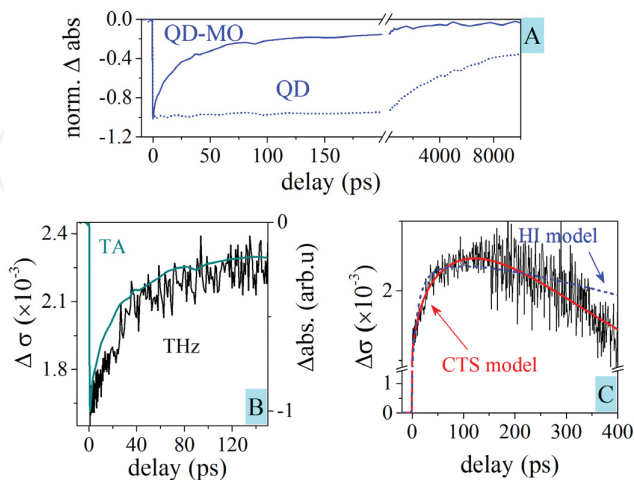 0.0
-0.4
-0.8
-1.2
norm. Δ abs
QD-MO
QD
A
0 50 100 150 4000 8000
delay (ps)
2.4
2.1
1.8
Δ σ (×10⁻³)
TA
THz
B
0
-1
Δabs. (arb.u)
0 40 80 120
delay (ps)
2
1
0
Δσ (×10⁻³)
HI model
CTS model
C
0 100 200 300 400
delay (ps)